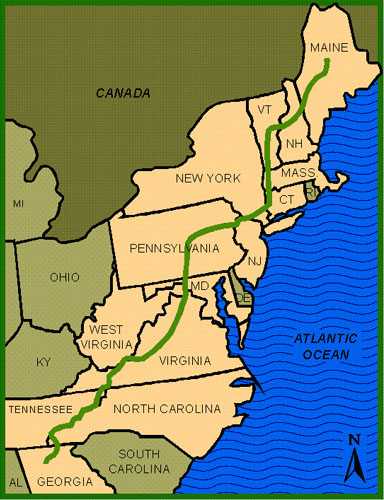 MAINE
CANADA
VT
NH
MASS
NEW YORK
CT
RI
MI
PENNSYLVANIA
OHIO
NJ
MD
DE
WEST
VIRGINIA
ATLANTIC
OCEAN
KY
VIRGINIA
TENNESSEE
NORTH CAROLINA
SOUTH
CAROLINA
N
AL
GEORGIA